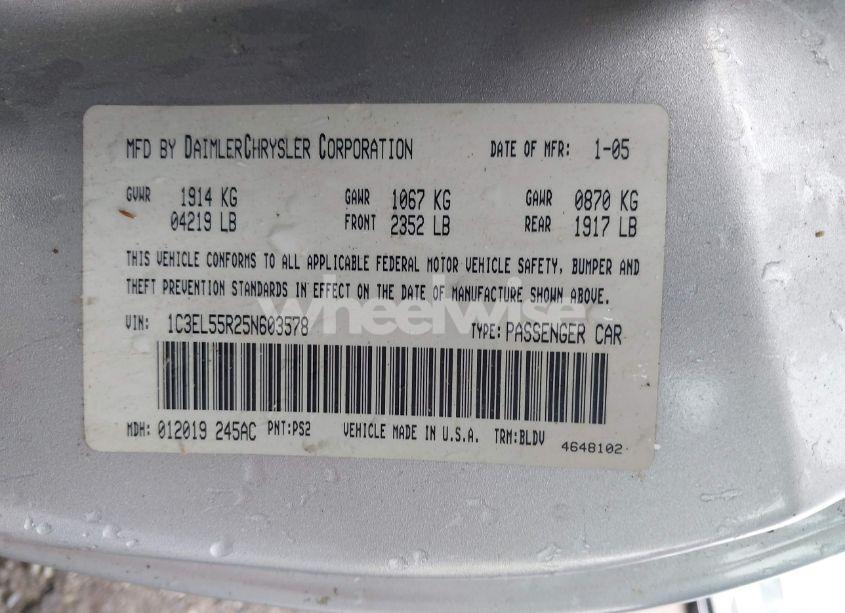 MFD BY DAIMLERCHRYSLER CORPORATION DATE OF MFR: 1-05
GVWR 1914 KG GAWR 1067 KG GAWR 0870 KG
04219 LB FRONT 2352 LB REAR 1917 LB
THIS VEHICLE CONFORMS TO ALL APPLICABLE FEDERAL MOTOR VEHICLE SAFETY, BUMPER AND
THEFT PREVENTION STANDARDS IN EFFECT ON THE DATE OF MANUFACTURE SHOWN ABOVE.
wheelwise
VIN: 1C3EL55R25N603578 TYPE: PASSENGER CAR
MDH: 012019 245AC PNT:PS2 VEHICLE MADE IN U.S.A. TRM:BLDV
4648102